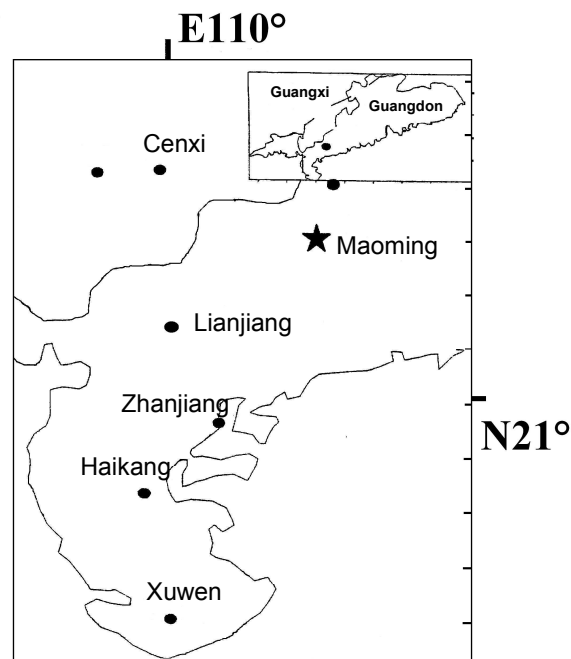 E110°
Guangxi
Guangdon
Cenxi
Maoming
Lianjiang
Zhanjiang
N21°
Haikang
Xuwen